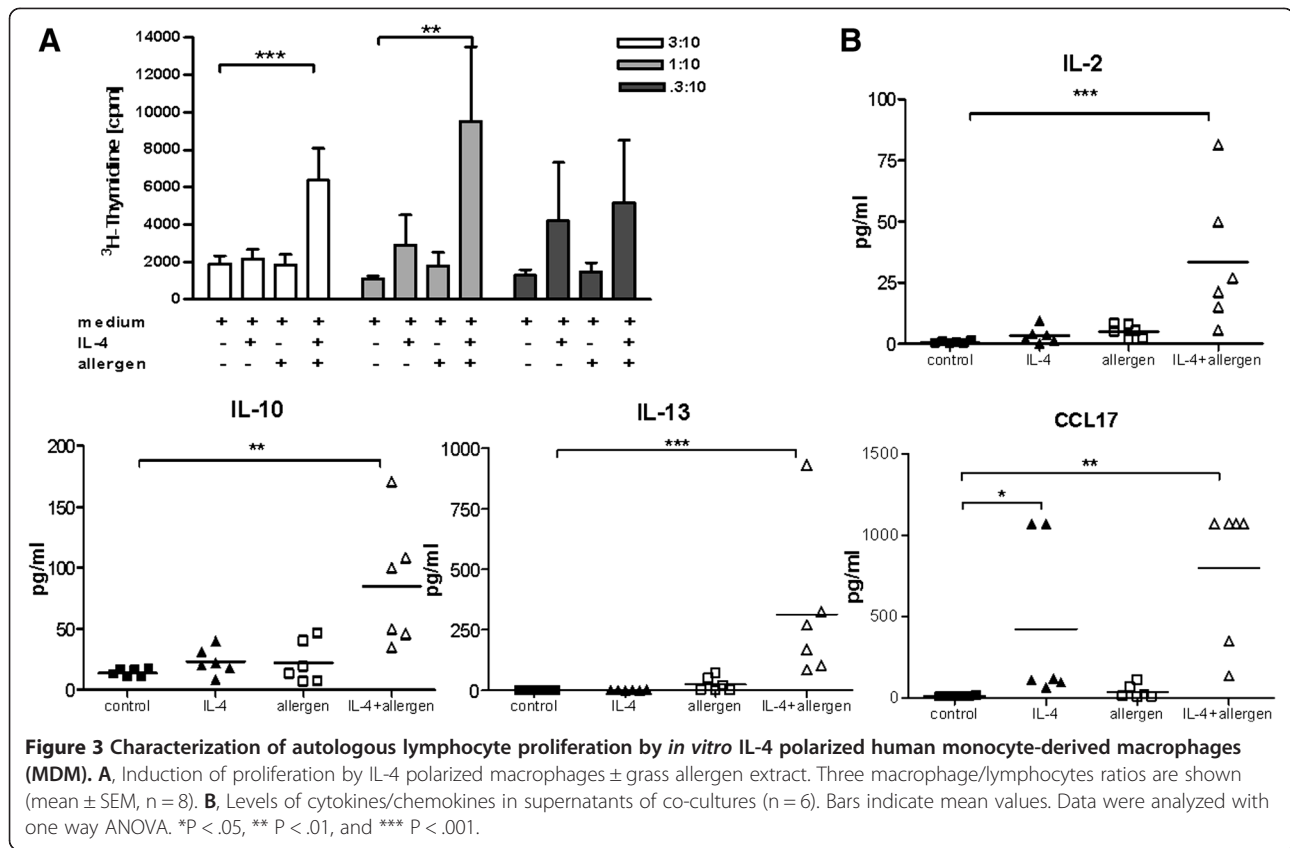 A
14000
12000
10000
8000
6000
4000
2000
0
³H-Thymidine [cpm]
***
**
3:10
1:10
.3:10
medium + + + + + + + + + + + +
IL-4 - + - + - + - + - + - +
allergen - - + + - - + + - - + +
B
IL-2
***
100
75
50
25
0
pg/ml
control IL-4 allergen IL-4+allergen
IL-10
**
200
150
100
50
0
pg/ml
control IL-4 allergen IL-4+allergen
IL-13
***
1000
750
500
250
0
pg/ml
control IL-4 allergen IL-4+allergen
CCL17
**
*
1500
1000
500
0
pg/ml
control IL-4 allergen IL-4+allergen
Figure 3 Characterization of autologous lymphocyte proliferation by in vitro IL-4 polarized human monocyte-derived macrophages
(MDM). A, Induction of proliferation by IL-4 polarized macrophages ± grass allergen extract. Three macrophage/lymphocytes ratios are shown
(mean ± SEM, n = 8). B, Levels of cytokines/chemokines in supernatants of co-cultures (n = 6). Bars indicate mean values. Data were analyzed with
one way ANOVA. *P < .05, ** P < .01, and *** P < .001.